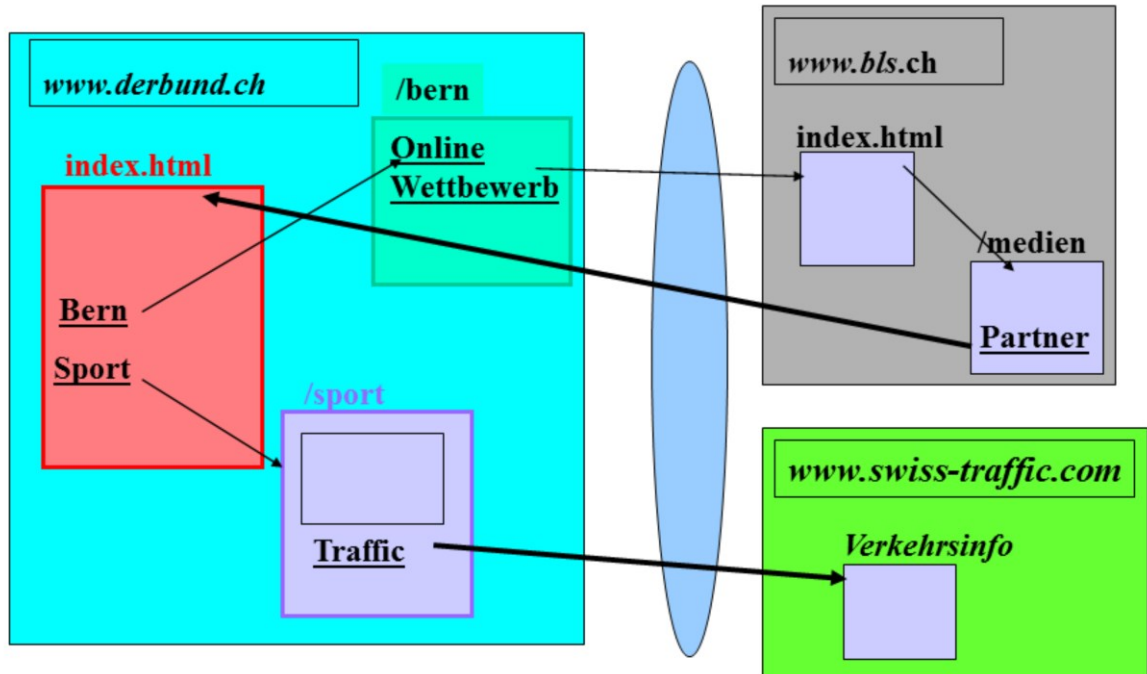 www.derbund.ch
/bern
index.html
Online
Wettbewerb
Bern
Sport
/sport
Traffic
www.bls.ch
index.html
/medien
Partner
www.swiss-traffic.com
Verkehrsinfo